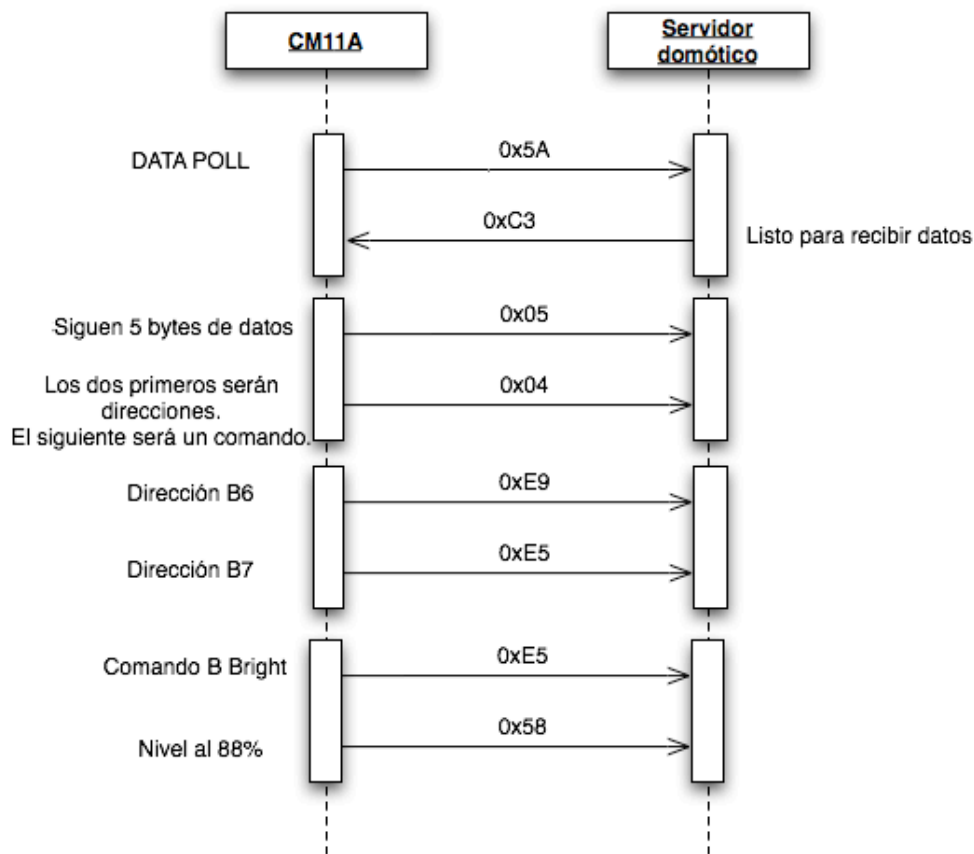 CM11A
Servidor
domótico
DATA POLL
0x5A
0xC3
Listo para recibir datos
Siguen 5 bytes de datos
0x05
Los dos primeros serán
direcciones.
El siguiente será un comando.
0x04
Dirección B6
0xE9
Dirección B7
0xE5
Comando B Bright
0xE5
Nivel al 88%
0x58